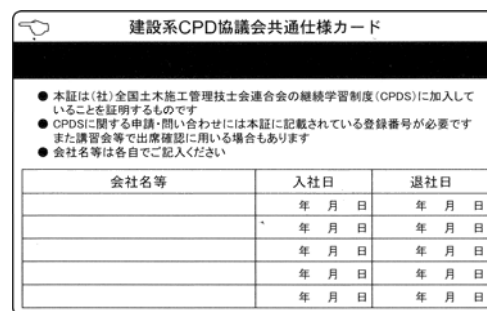 建設系CPD協議会共通仕様カード
● 本証は(社)全国土木施工管理技士会連合会の継続学習制度(CPDS)に加入して
いることを証明するものです
● CPDSに関する申請・問い合わせには本証に記載されている登録番号が必要です
また講習会等で出席確認に用いる場合もあります
● 会社名等は各自でご記入ください
会社名等 入社日 退社日
年 月 日 年 月 日
年 月 日 年 月 日
年 月 日 年 月 日
年 月 日 年 月 日
年 月 日 年 月 日